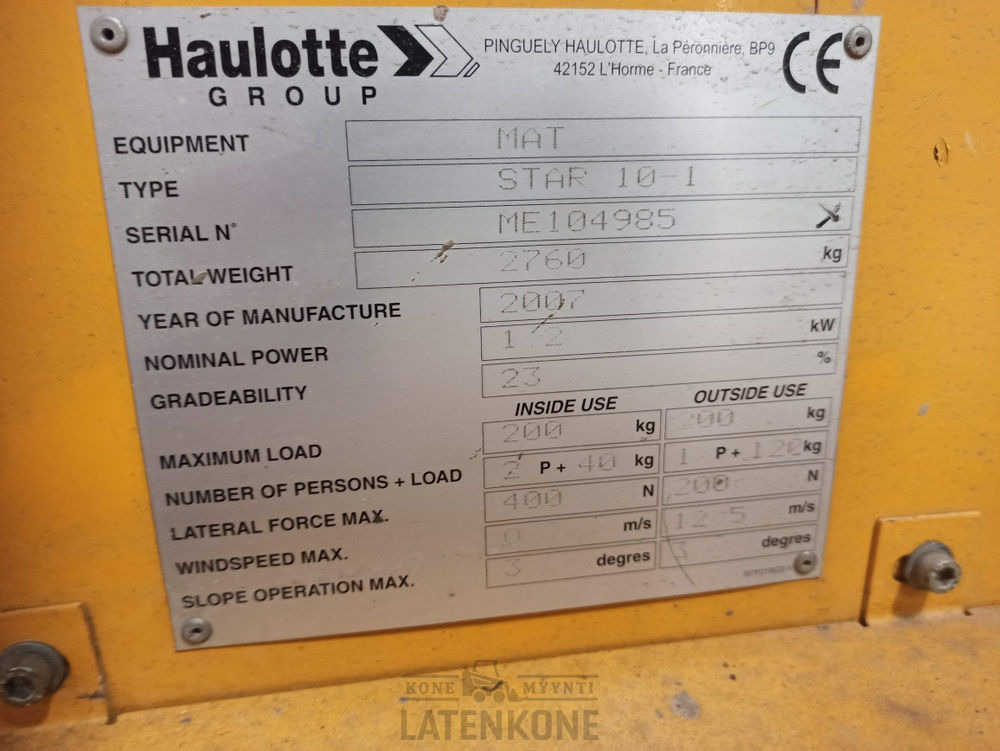 Haulotte
GROUP
PINGUELY HAULOTTE, La Péronnière, BP9
42152 L'Horme - France
CE
EQUIPMENT MAT
TYPE STAR 10-1
SERIAL N° ME104985
TOTAL WEIGHT 2760 kg
YEAR OF MANUFACTURE 2007
NOMINAL POWER 1 2 kW
GRADEABILITY 23 %
INSIDE USE OUTSIDE USE
MAXIMUM LOAD 200 kg 200 kg
NUMBER OF PERSONS + LOAD 2 P + 40 kg 1 P + 120 kg
LATERAL FORCE MAX. 400 N 200 N
WINDSPEED MAX. 0 m/s 12 5 m/s
SLOPE OPERATION MAX. 3 degres 3 degres
KONE MYYNTI
LATENKONE